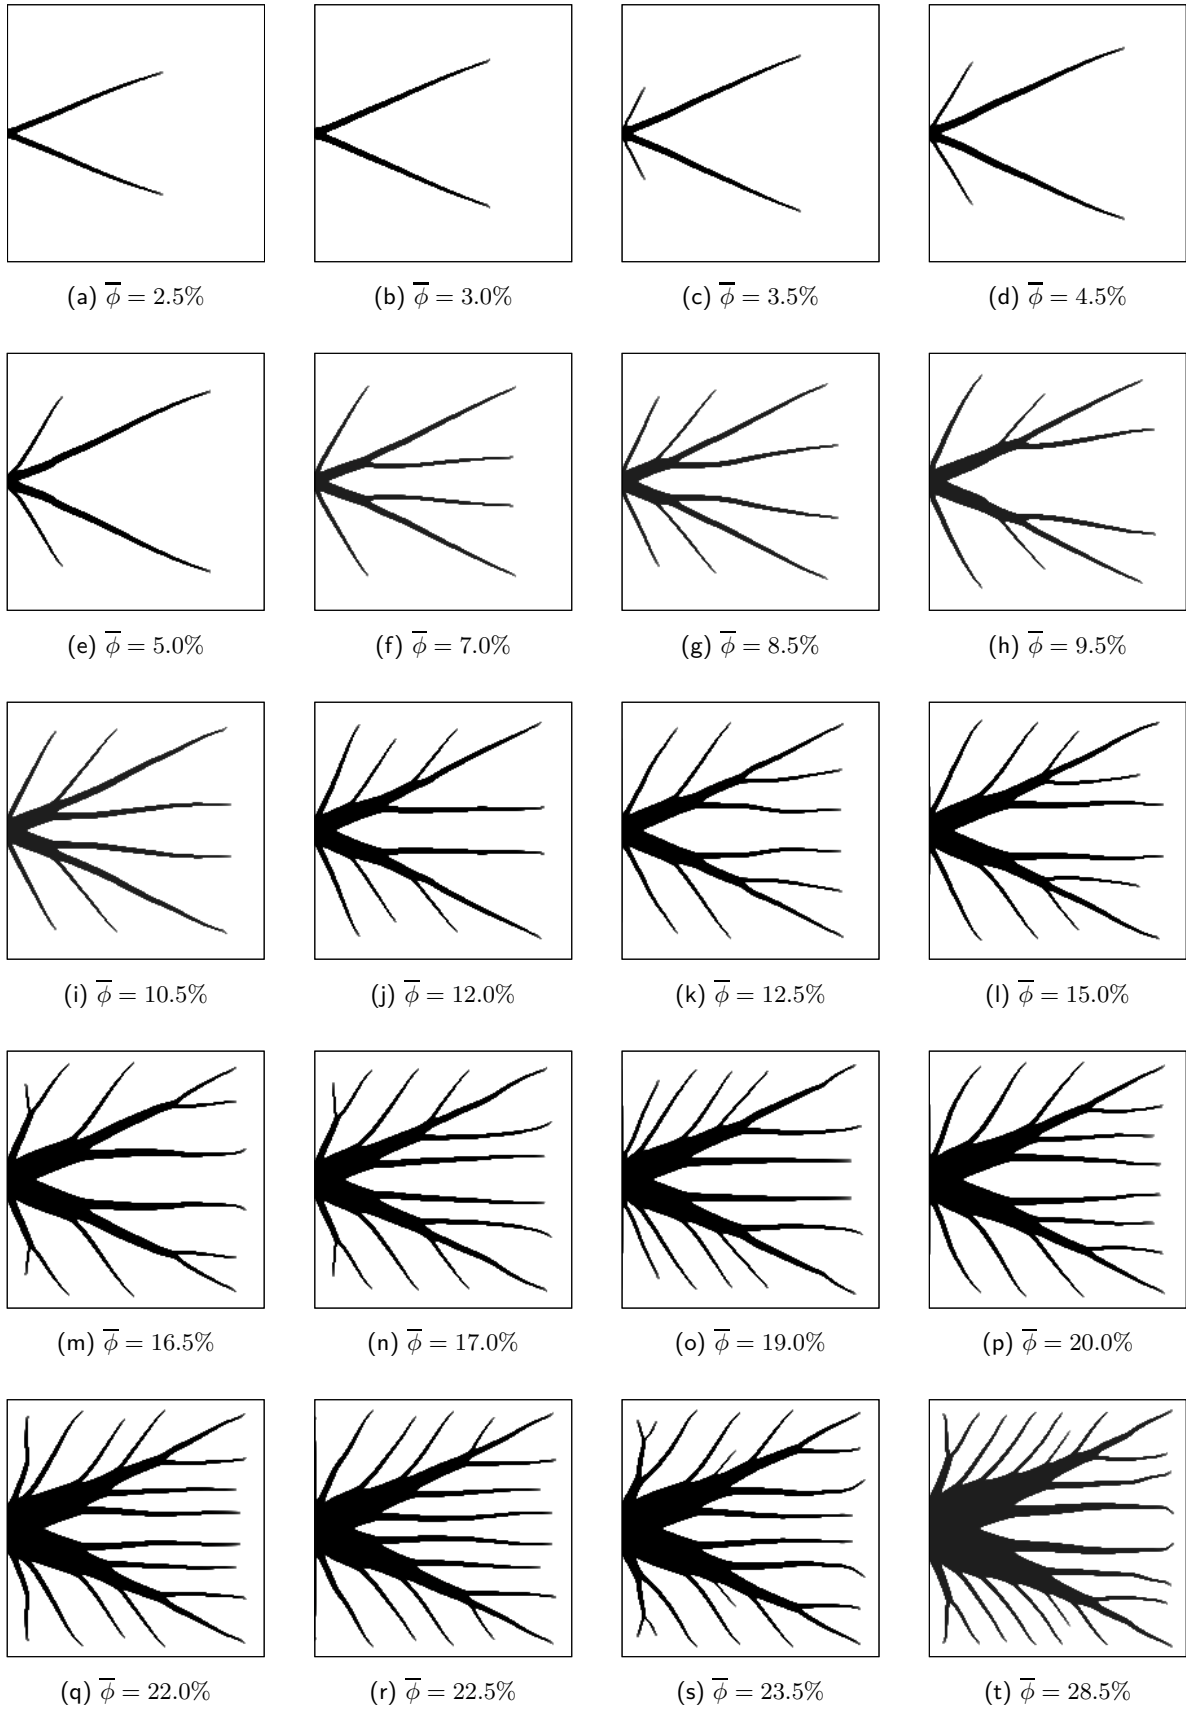 (a) $\overline{\phi} = 2.5\%$
(b) $\overline{\phi} = 3.0\%$
(c) $\overline{\phi} = 3.5\%$
(d) $\overline{\phi} = 4.5\%$
(e) $\overline{\phi} = 5.0\%$
(f) $\overline{\phi} = 7.0\%$
(g) $\overline{\phi} = 8.5\%$
(h) $\overline{\phi} = 9.5\%$
(i) $\overline{\phi} = 10.5\%$
(j) $\overline{\phi} = 12.0\%$
(k) $\overline{\phi} = 12.5\%$
(l) $\overline{\phi} = 15.0\%$
(m) $\overline{\phi} = 16.5\%$
(n) $\overline{\phi} = 17.0\%$
(o) $\overline{\phi} = 19.0\%$
(p) $\overline{\phi} = 20.0\%$
(q) $\overline{\phi} = 22.0\%$
(r) $\overline{\phi} = 22.5\%$
(s) $\overline{\phi} = 23.5\%$
(t) $\overline{\phi} = 28.5\%$